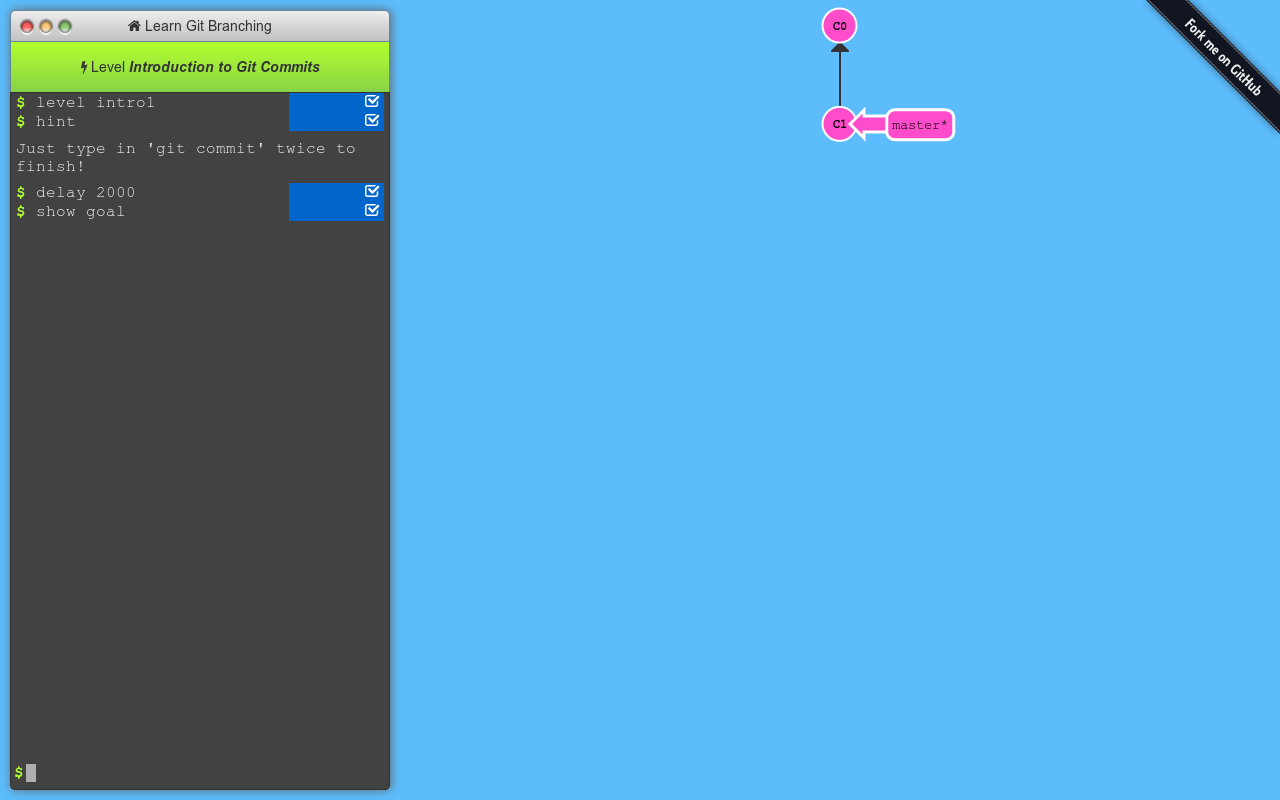 Learn Git Branching
Level Introduction to Git Commits
$ level intro1
$ hint
Just type in 'git commit' twice to
finish!
$ delay 2000
$ show goal
$
C0
C1
master*
Fork me on GitHub